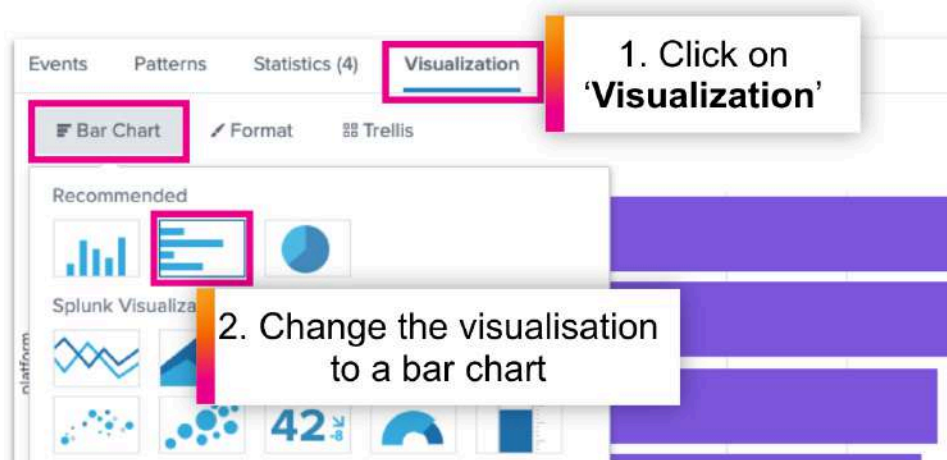 Events Patterns Statistics (4) Visualization
1. Click on
‘Visualization’
Bar Chart Format Trellis
Recommended
Splunk Visualiza
2. Change the visualisation
to a bar chart
platform
42